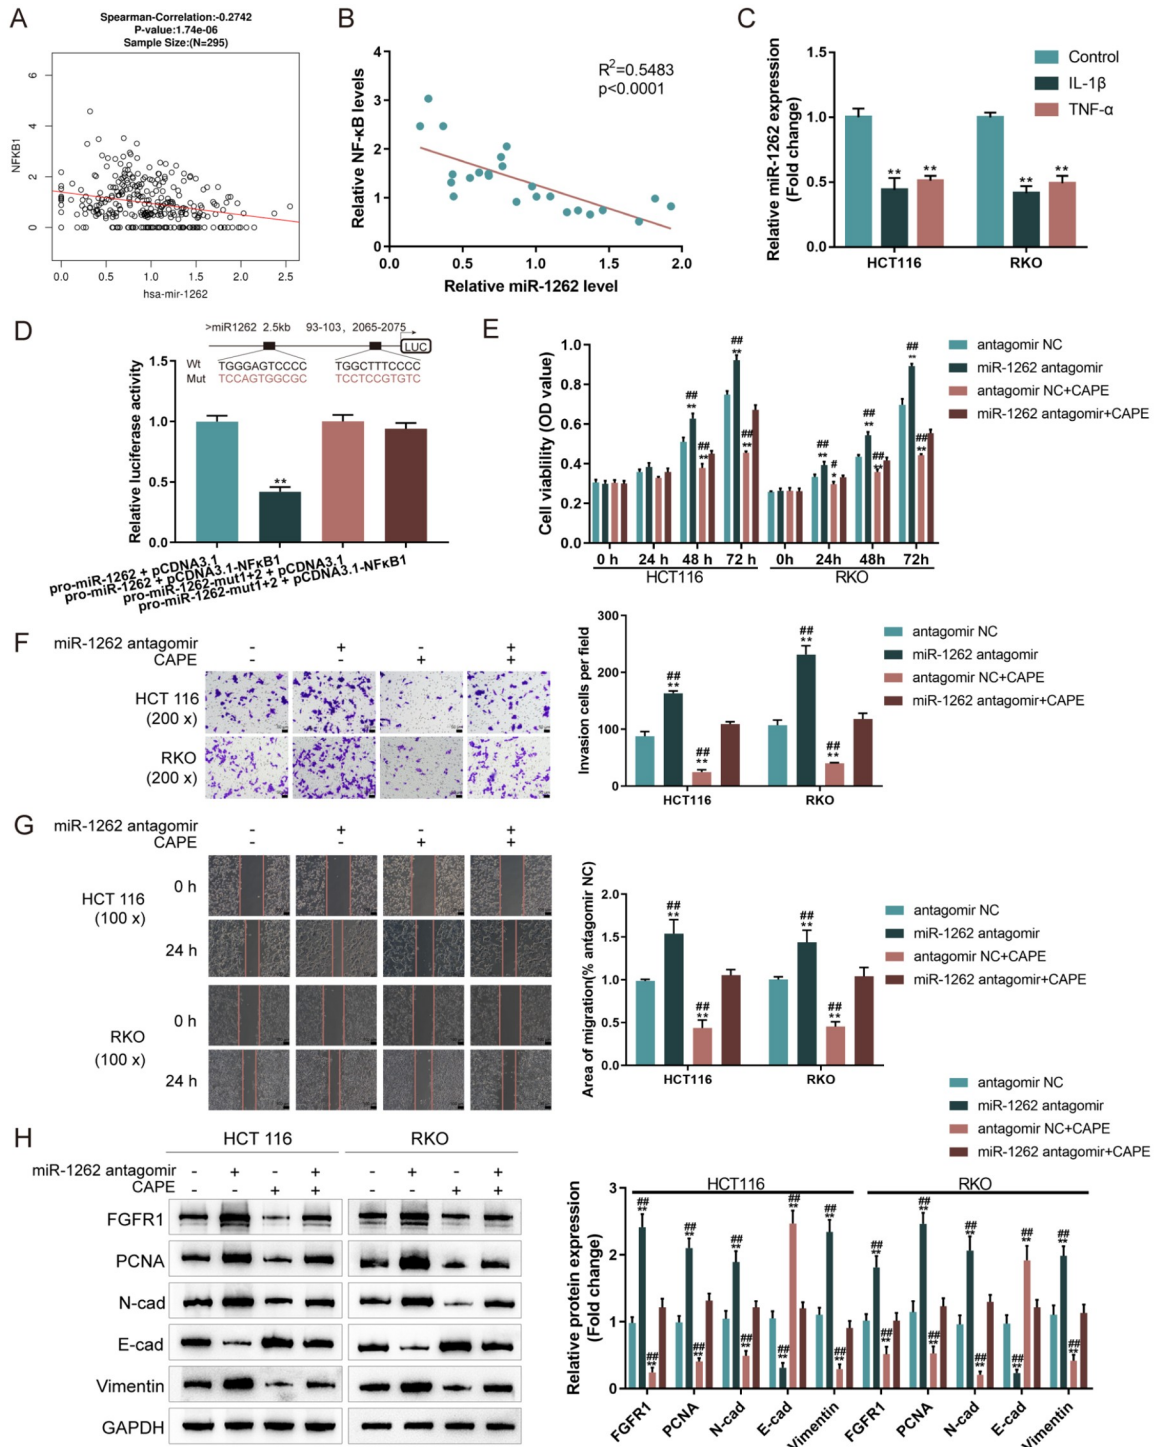 A
Spearman-Correlation:-0.2742
P-value:1.74e-06
Sample Size:(N=295)
NFKB1
0 2 4 6
0.0 0.5 1.0 1.5 2.0 2.5
hsa-mir-1262
B
R2=0.5483
p<0.0001
Relative NF-κB levels
0 1 2 3 4
0.0 0.5 1.0 1.5 2.0
Relative miR-1262 level
C
Relative miR-1262 expression
(Fold change)
0.0 0.5 1.0 1.5
Control
IL-1β
TNF-α
** ** ** **
HCT116 RKO
D
>miR1262 2.5kb 93-103, 2065-2075
LUC
Wt TGGGAGTCCCC TGGCTTTCCCC
Mut TCCAGTGGCGC TCCTCCGTGTC
Relative luciferase activity
0.0 0.5 1.0 1.5
**
pro-miR-1262 + pCDNA3.1
pro-miR-1262 + pCDNA3.1-NFκB1
pro-miR-1262-mut1+2 + pCDNA3.1
pro-miR-1262-mut1+2 + pCDNA3.1-NFκB1
E
Cell viability (OD value)
0.0 0.2 0.4 0.6 0.8 1.0
antagomir NC
miR-1262 antagomir
antagomir NC+CAPE
miR-1262 antagomir+CAPE
0 h 24 h 48 h 72 h 0h 24h 48h 72h
HCT116 RKO
F
miR-1262 antagomir - + - +
CAPE - - + +
HCT 116
(200 x)
RKO
(200 x)
Invasion cells per field
0 100 200 300
## ** ## ** ## ** ## **
HCT116 RKO
antagomir NC
miR-1262 antagomir
antagomir NC+CAPE
miR-1262 antagomir+CAPE
G
miR-1262 antagomir - + - +
CAPE - - + +
HCT 116
(100 x)
0 h
24 h
RKO
(100 x)
0 h
24 h
Area of migration(% antagomir NC)
0.0 0.5 1.0 1.5 2.0
## ** ## ** ## ** ## **
HCT116 RKO
antagomir NC
miR-1262 antagomir
antagomir NC+CAPE
miR-1262 antagomir+CAPE
H
HCT 116 RKO
miR-1262 antagomir - + - + - + - +
CAPE - - + + - - + +
FGFR1
PCNA
N-cad
E-cad
Vimentin
GAPDH
antagomir NC
miR-1262 antagomir
antagomir NC+CAPE
miR-1262 antagomir+CAPE
Relative protein expression
(Fold change)
0 1 2 3
HCT116 RKO
FGFR1 PCNA N-cad E-cad Vimentin FGFR1 PCNA N-cad E-cad Vimentin